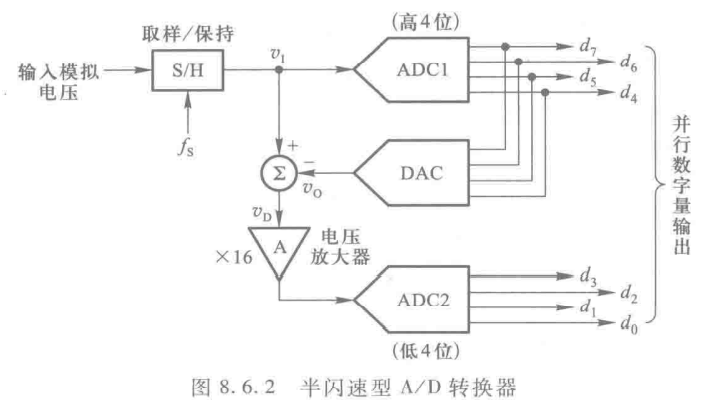 (高4位)
取样/保持
v_I
d_7
d_6
d_5
d_4
输入模拟
电压
S/H
ADC1
f_S
并行数字量输出
+
−
Σ
v_O
DAC
v_D
A
×16
电压
放大器
ADC2
d_3
d_2
d_1
d_0
(低4位)
图 8.6.2 半闪速型 A/D 转换器